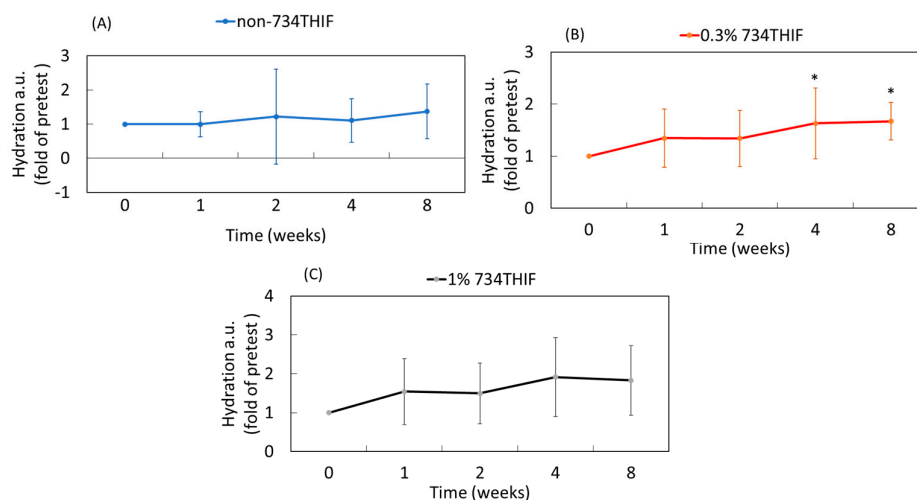 (A)
non-734THIF
Hydration a.u.
(fold of pretest )
3
2
1
0
-1
0 1 2 4 8
Time (weeks)
(B)
0.3% 734THIF
Hydration a.u.
(fold of pretest )
3
2
1
0
* *
0 1 2 4 8
Time (weeks)
(C)
1% 734THIF
Hydration a.u.
(fold of pretest )
4
3
2
1
0
0 1 2 4 8
Time (weeks)